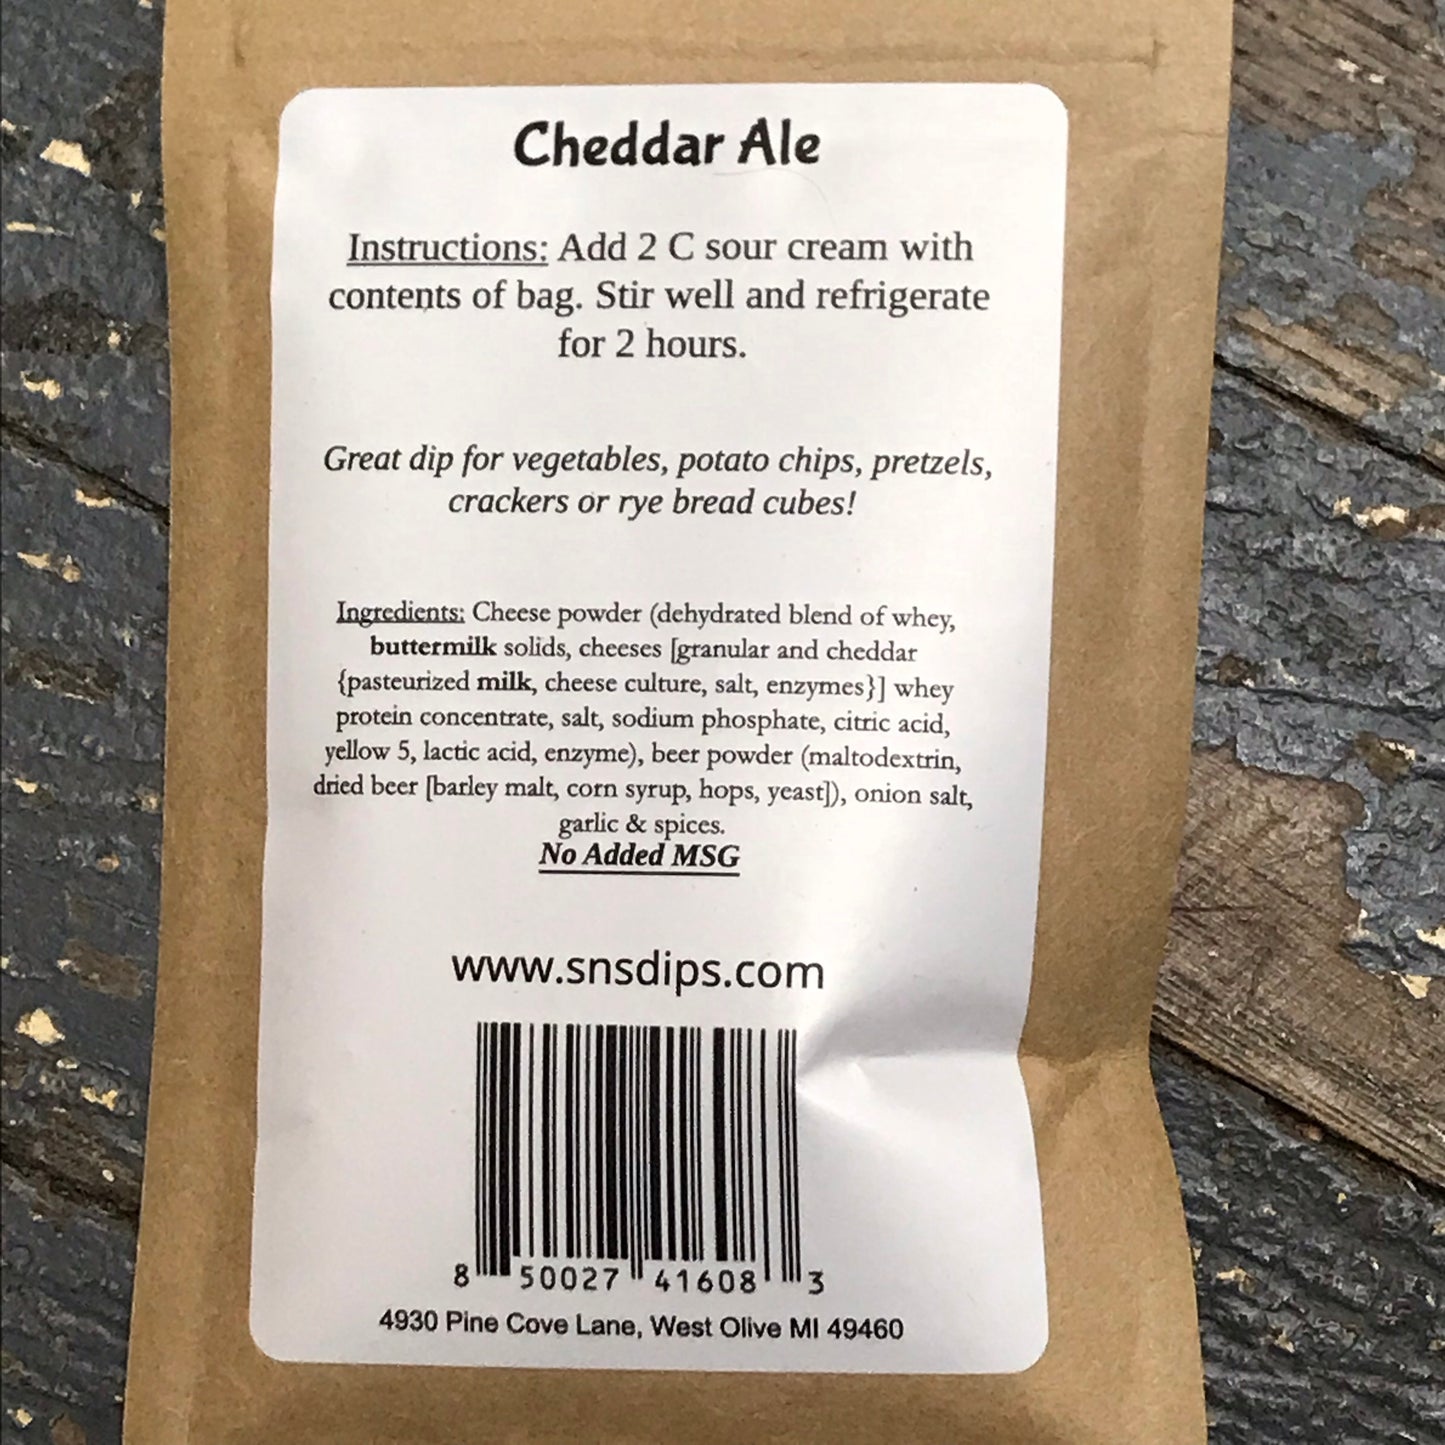 Cheddar Ale
Instructions: Add 2 C sour cream with
contents of bag. Stir well and refrigerate
for 2 hours.
Great dip for vegetables, potato chips, pretzels,
crackers or rye bread cubes!
Ingredients: Cheese powder (dehydrated blend of whey,
buttermilk solids, cheeses [granular and cheddar
{pasteurized milk, cheese culture, salt, enzymes}] whey
protein concentrate, salt, sodium phosphate, citric acid,
yellow 5, lactic acid, enzyme), beer powder (maltodextrin,
dried beer [barley malt, corn syrup, hops, yeast]), onion salt,
garlic & spices.
No Added MSG
www.snsdips.com
8 50027 41608 3
4930 Pine Cove Lane, West Olive MI 49460